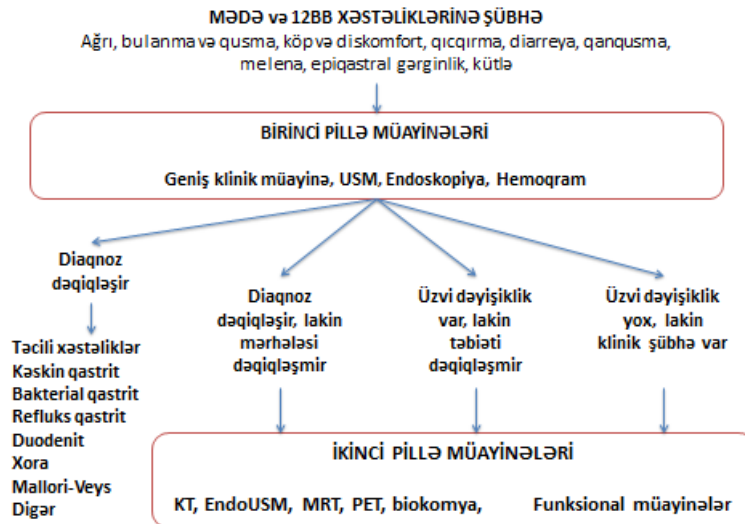 MƏDƏ və 12BB XƏSTƏLİKLƏRİNƏ ŞÜBHƏ
Ağrı, bulanma və qusma, köp və diskomfort, qıcqırma, diarreya, qanqusma,
melena, epiqastral gərginlik, kütlə
BİRİNCİ PİLLƏ MÜAYİNƏLƏRİ
Geniş klinik müayinə, USM, Endoskopiya, Hemoqram
Diaqnoz
dəqiqləşir
Təcili xəstəliklər
Kəskin qastrit
Bakterial qastrit
Refluks qastrit
Duodenit
Xora
Mallori-Veys
Digər
Diaqnoz
dəqiqləşir, lakin
mərhələsi
dəqiqləşmir
Üzvi dəyişiklik
var, lakin
təbiəti
dəqiqləşmir
Üzvi dəyişiklik
yox, lakin
klinik şübhə var
İKİNCİ PİLLƏ MÜAYİNƏLƏRİ
KT, EndoUSM, MRT, PET, biokomya, Funksional müayinələr